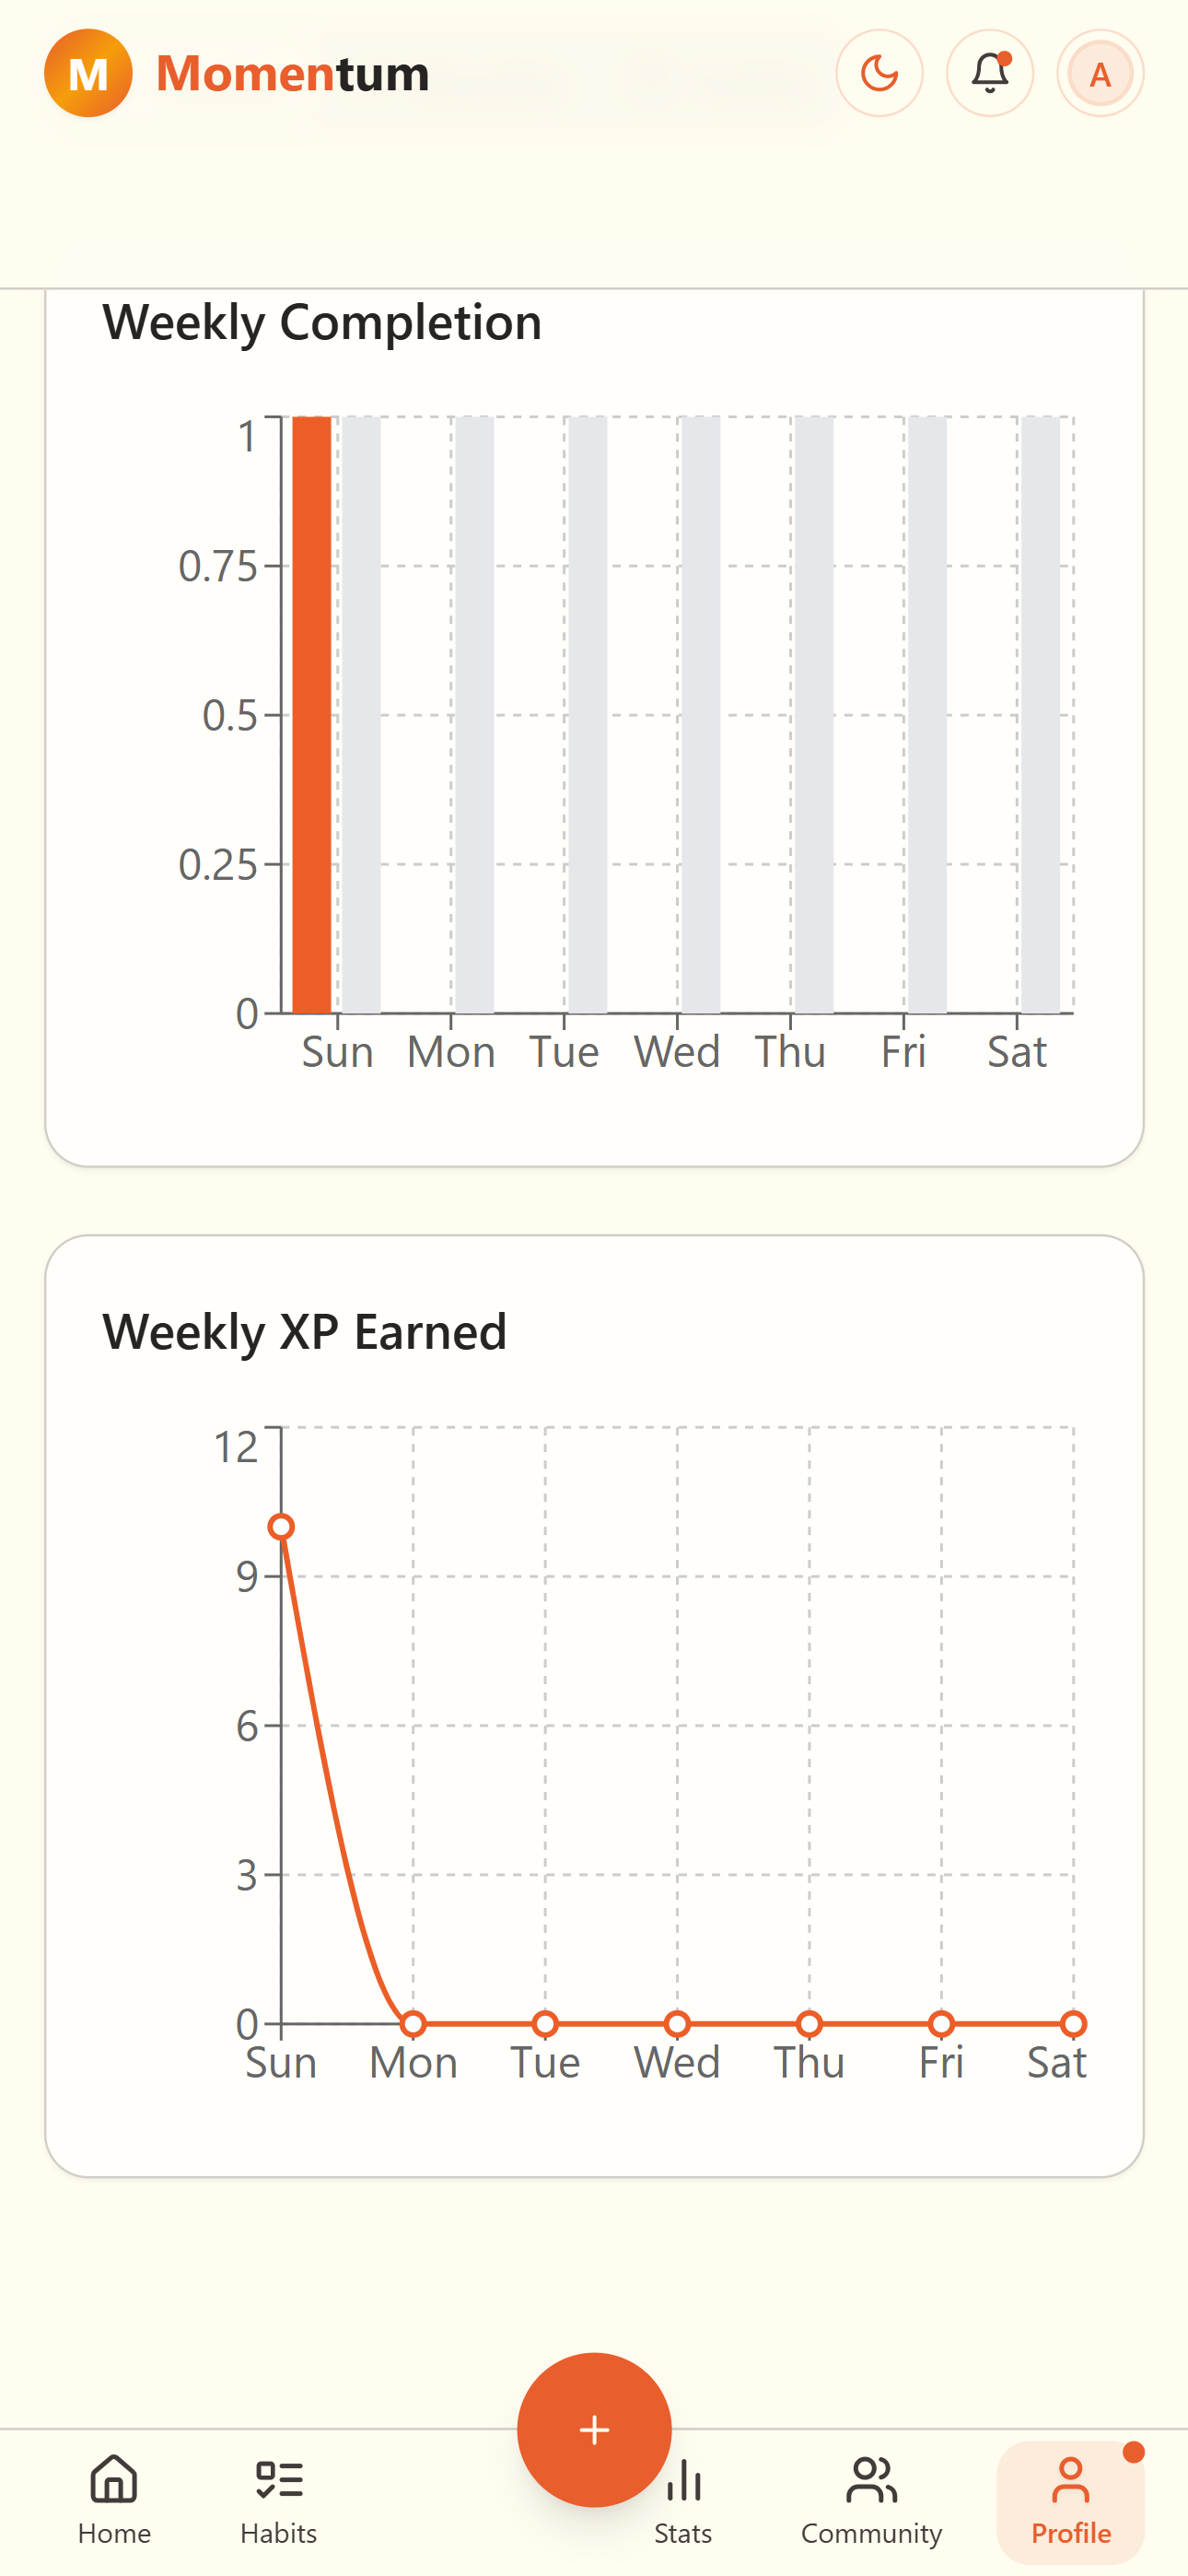 M Momentum A
Weekly Completion
1
0.75
0.5
0.25
0
Sun Mon Tue Wed Thu Fri Sat
Weekly XP Earned
12
9
6
3
0
Sun Mon Tue Wed Thu Fri Sat
+
Home Habits Stats Community Profile